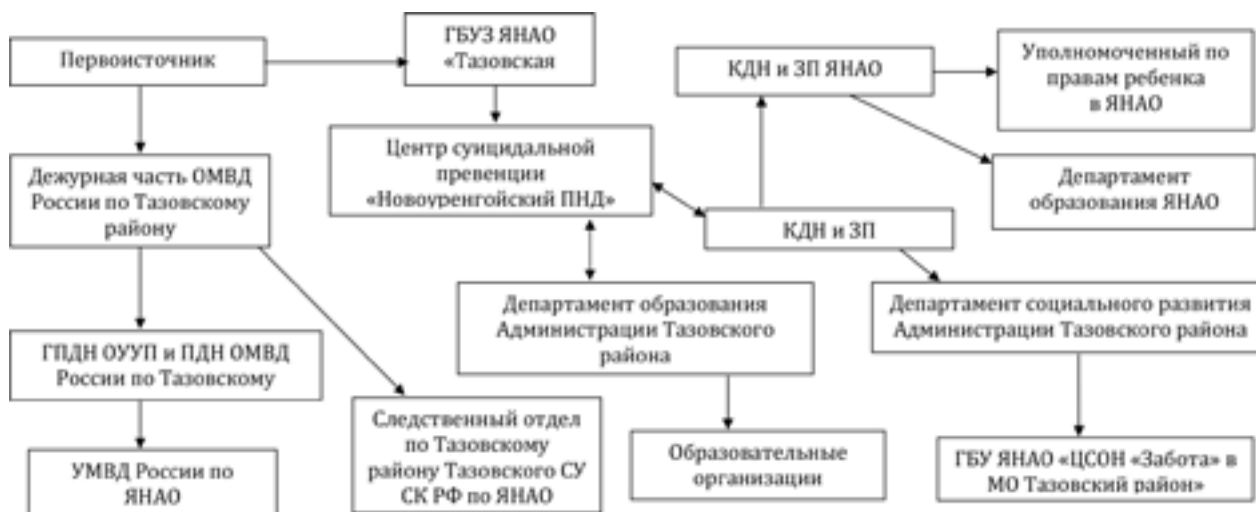 Первоисточник
ГБУЗ ЯНАО
«Тазовская
КДН и ЗП ЯНАО
Уполномоченный по
правам ребенка
в ЯНАО
Дежурная часть ОМВД
России по Тазовскому
району
Центр суицидальной
превенции
«Новоуренгойский ПНД»
Департамент
образования ЯНАО
КДН и ЗП
ГПДН ОУУП и ПДН ОМВД
России по Тазовскому
Департамент образования
Администрации Тазовского
района
Департамент социального развития
Администрации Тазовского района
УМВД России по
ЯНАО
Следственный отдел
по Тазовскому
району Тазовского СУ
СК РФ по ЯНАО
Образовательные
организации
ГБУ ЯНАО «ЦСОН «Забота» в
МО Тазовский район»